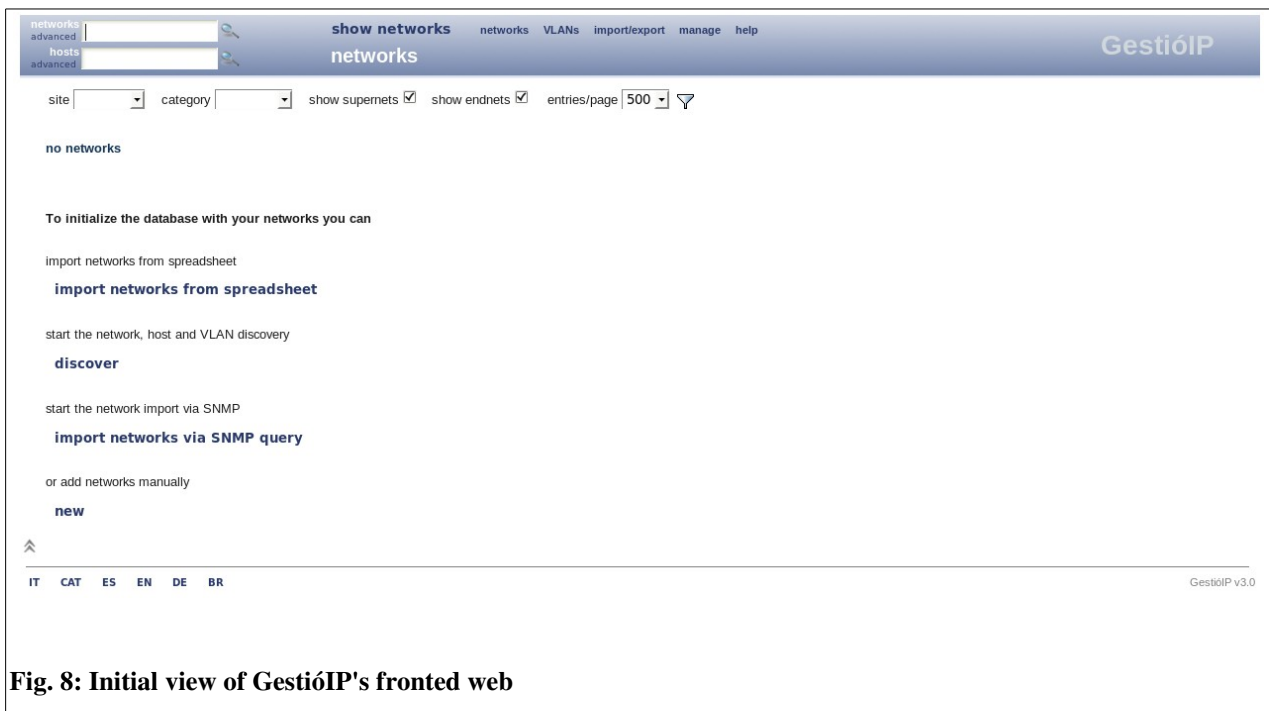 networks
advanced
hosts
advanced
show networks networks VLANs import/export manage help
networks
GestióIP
site category show supernets show endnets entries/page 500
no networks
To initialize the database with your networks you can
import networks from spreadsheet
import networks from spreadsheet
start the network, host and VLAN discovery
discover
start the network import via SNMP
import networks via SNMP query
or add networks manually
new
IT CAT ES EN DE BR
GestióIP v3.0
Fig. 8: Initial view of GestióIP's fronted web